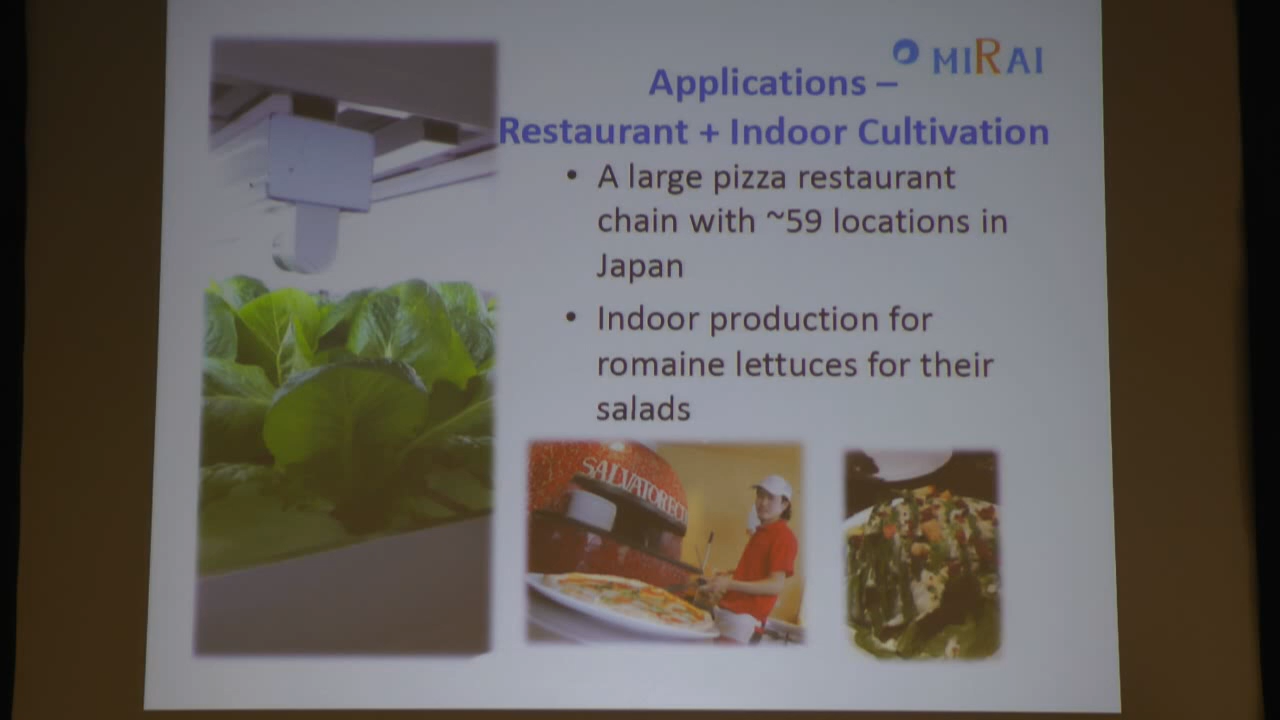 MIRAI
Applications –
Restaurant + Indoor Cultivation
• A large pizza restaurant
chain with ~59 locations in
Japan
• Indoor production for
romaine lettuces for their
salads